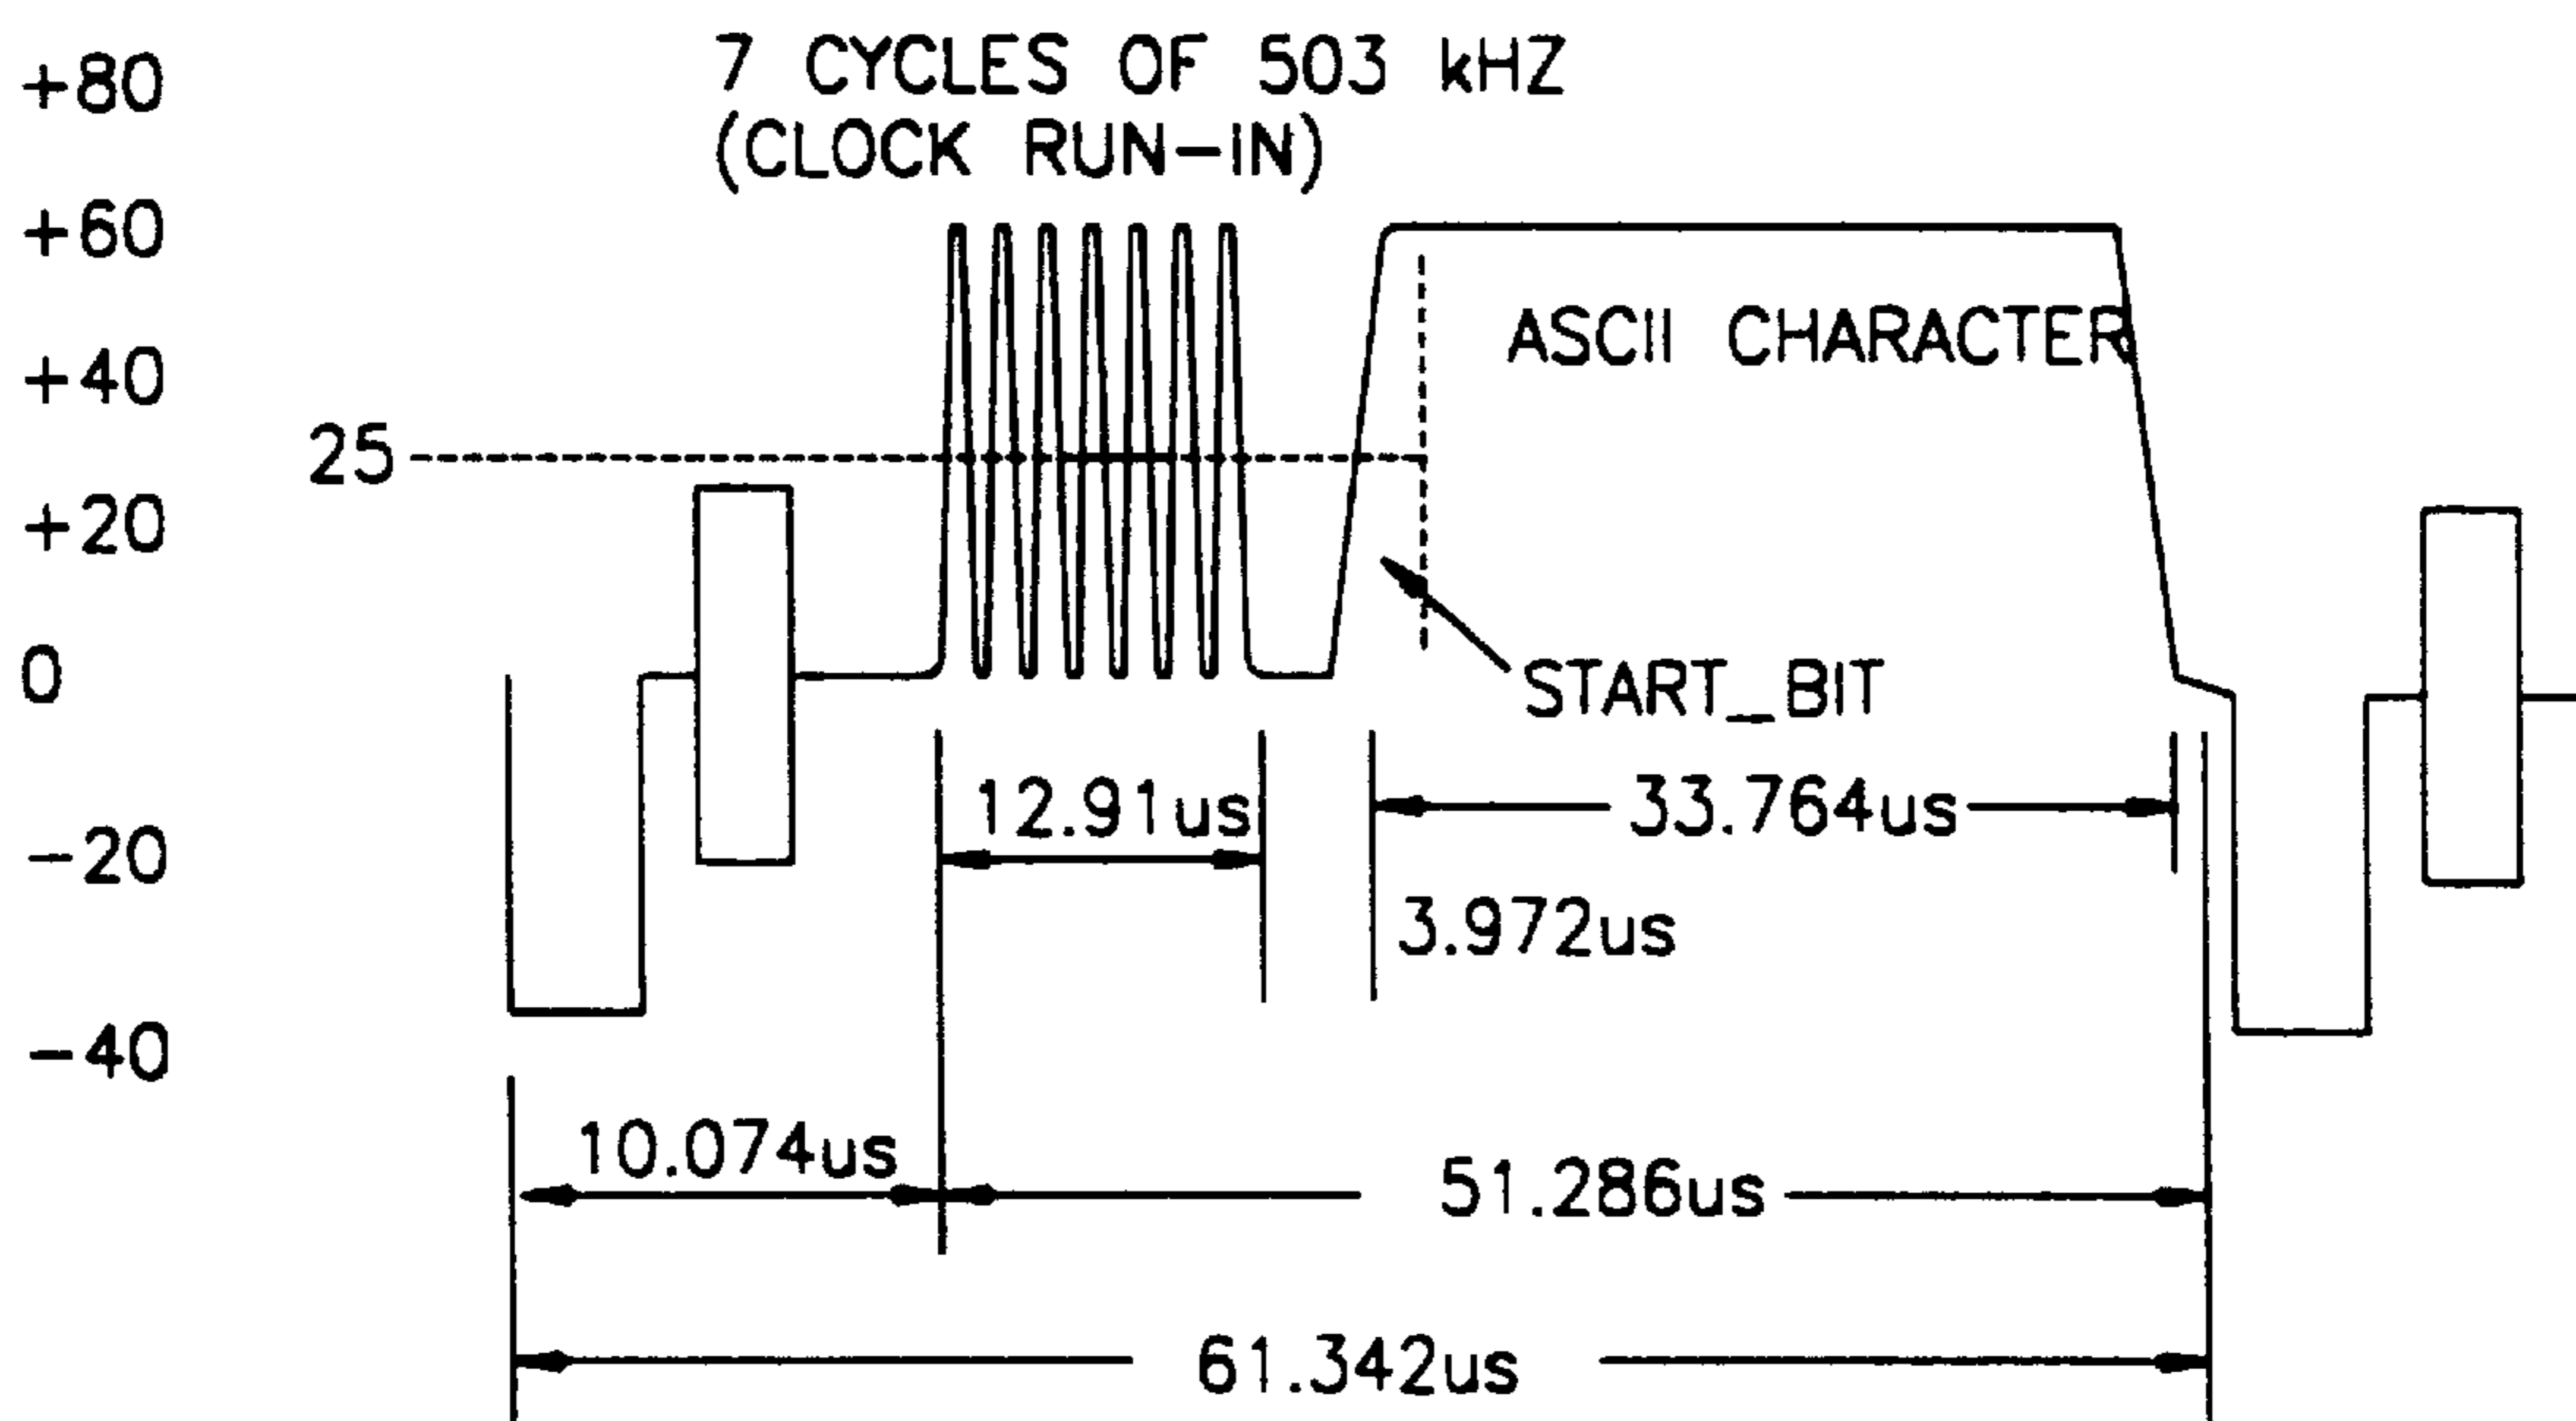 7 CYCLES OF 503 kHZ
(CLOCK RUN-IN)
+80
+60
+40
25
+20
0
-20
-40
ASCII CHARACTER
START_BIT
12.91us
33.764us
3.972us
10.074us
51.286us
61.342us